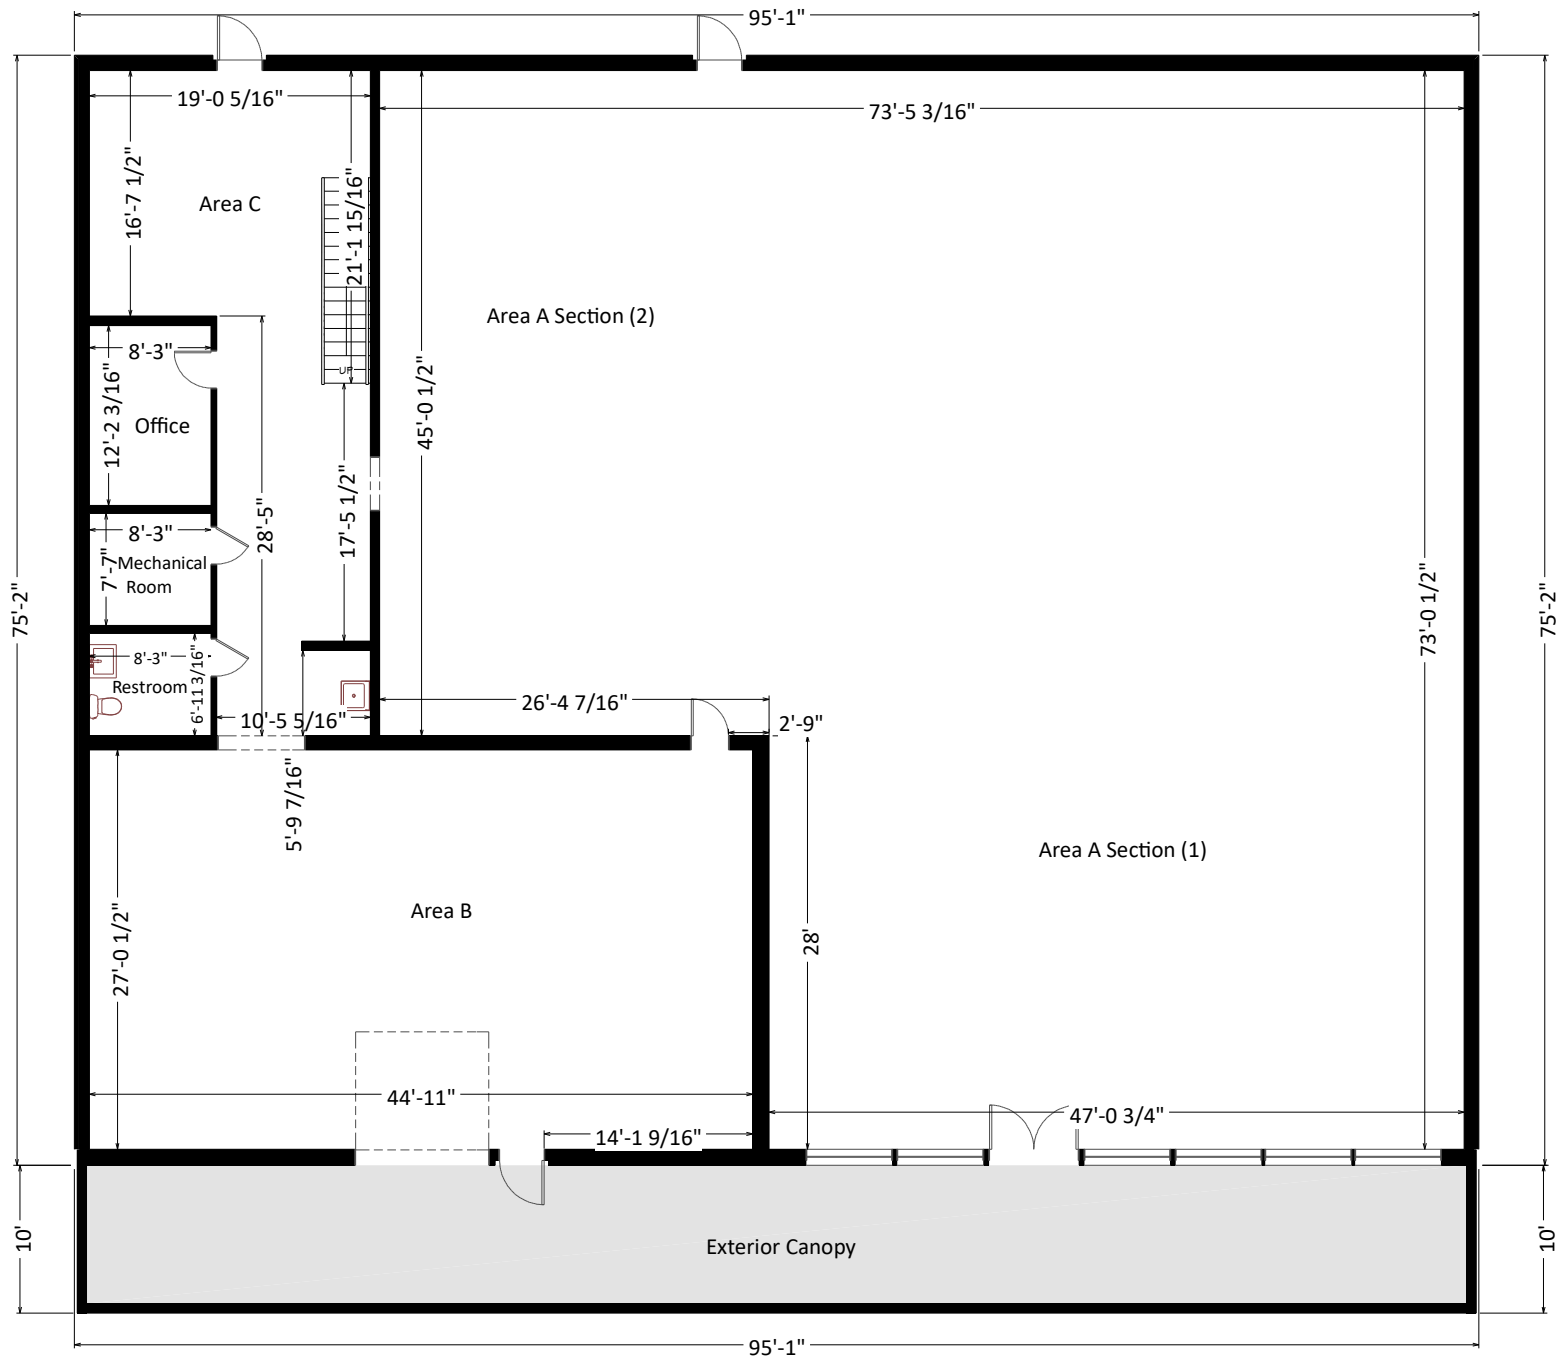 95'-1"
19'-0 5/16"
73'-5 3/16"
16'-7 1/2"
Area C
21'-1 15/16"
Area A Section (2)
UP
8'-3"
12'-2 3/16"
Office
45'-0 1/2"
28'-5"
17'-5 1/2"
8'-3"
7'-7"
Mechanical
Room
75'-2"
73'-0 1/2"
75'-2"
8'-3"
6'-11 3/16"
Restroom
10'-5 5/16"
26'-4 7/16"
2'-9"
5'-9 7/16"
Area A Section (1)
Area B
27'-0 1/2"
28'
44'-11"
14'-1 9/16"
47'-0 3/4"
10'
Exterior Canopy
10'
95'-1"